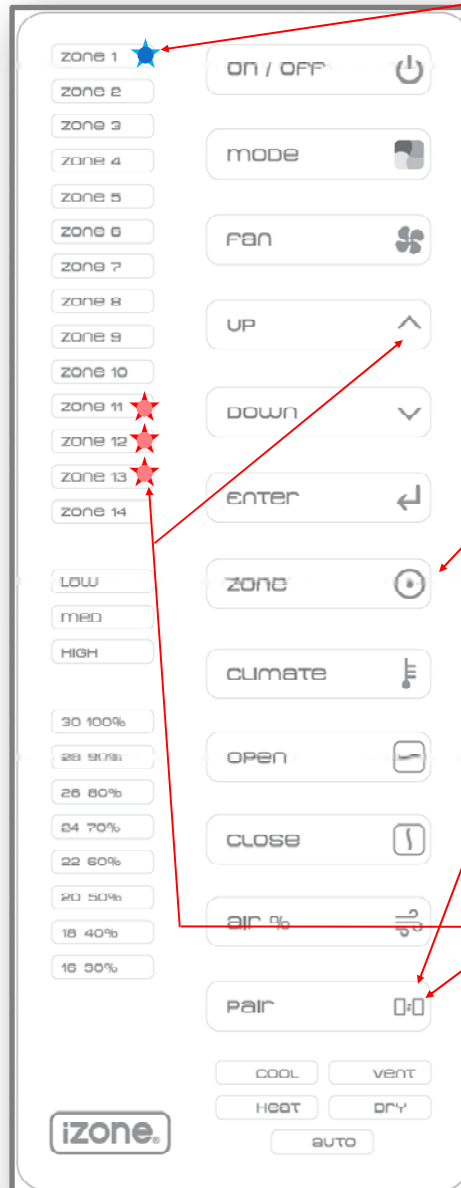 zone 1
zone 2
zone 3
zone 4
zone 5
zone 6
zone 7
zone 8
zone 9
zone 10
zone 11
zone 12
zone 13
zone 14
LOW
MED
HIGH
30 100%
28 90%
26 80%
24 70%
22 60%
20 50%
18 40%
16 30%
izone®
on / off
mode
fan
up
down
enter
zone
climate
open
close
air %
pair
cool
vent
heat
dry
auto